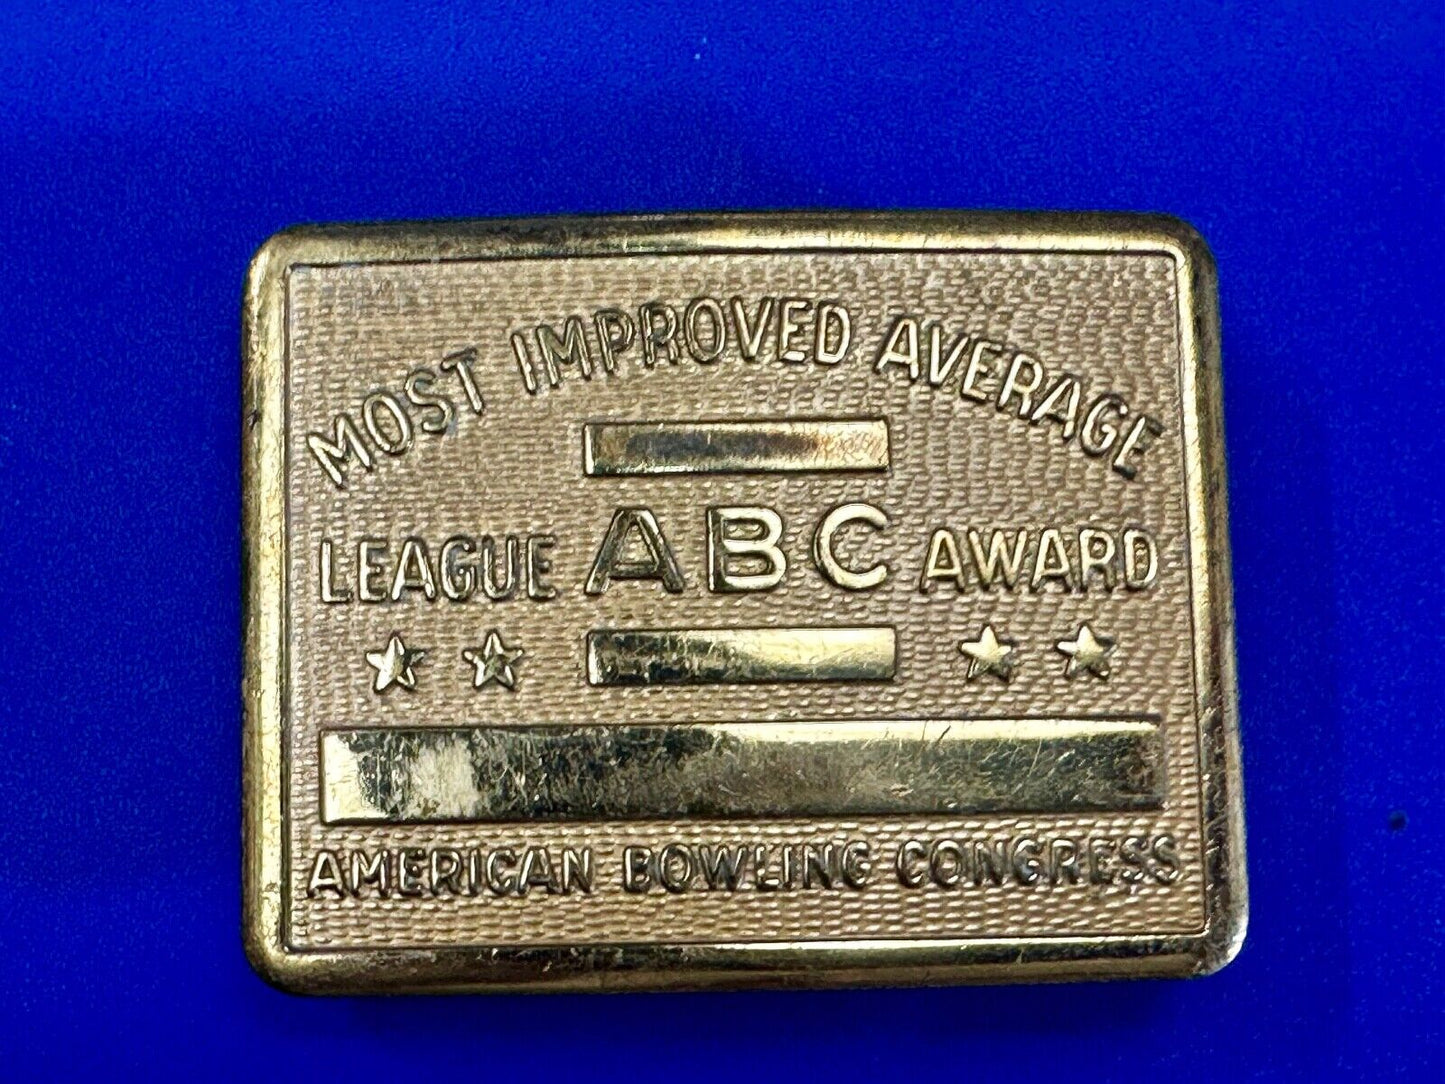 MOST IMPROVED AVERAGE
LEAGUE ABC AWARD
AMERICAN BOWLING CONGRESS